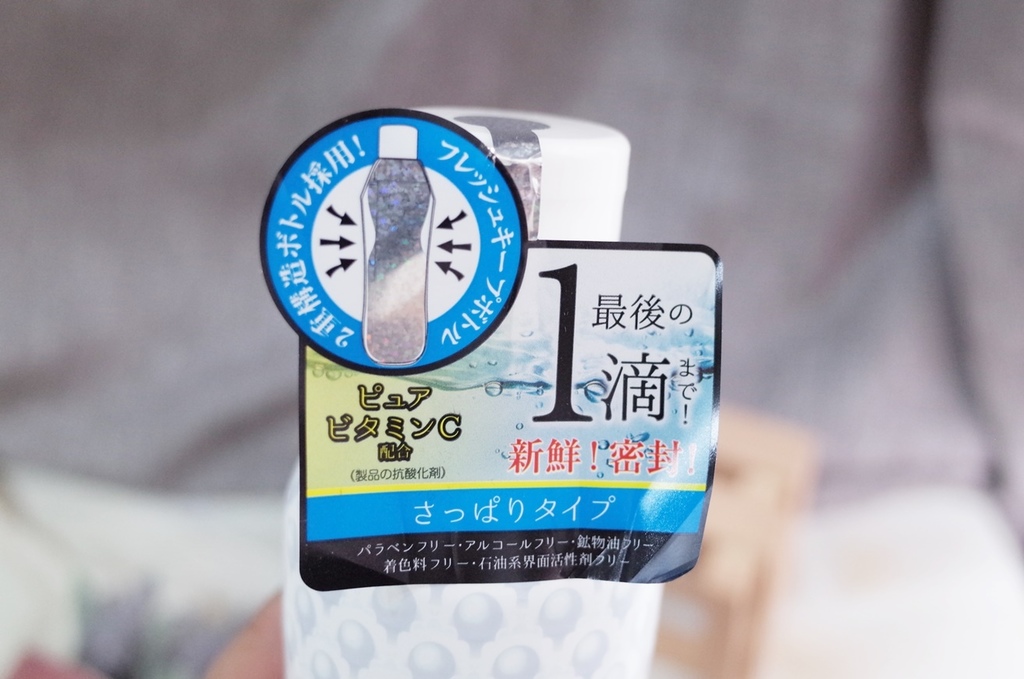 2重構造ボトル採用!
フレッシュキープボトル
最後の
1滴まで!
新鮮!密封!
ピュア
ビタミンC
配合
(製品の抗酸化剤)
さっぱりタイプ
パラベンフリー・アルコールフリー・鉱物油フリー
着色料フリー・石油系界面活性剤フリー